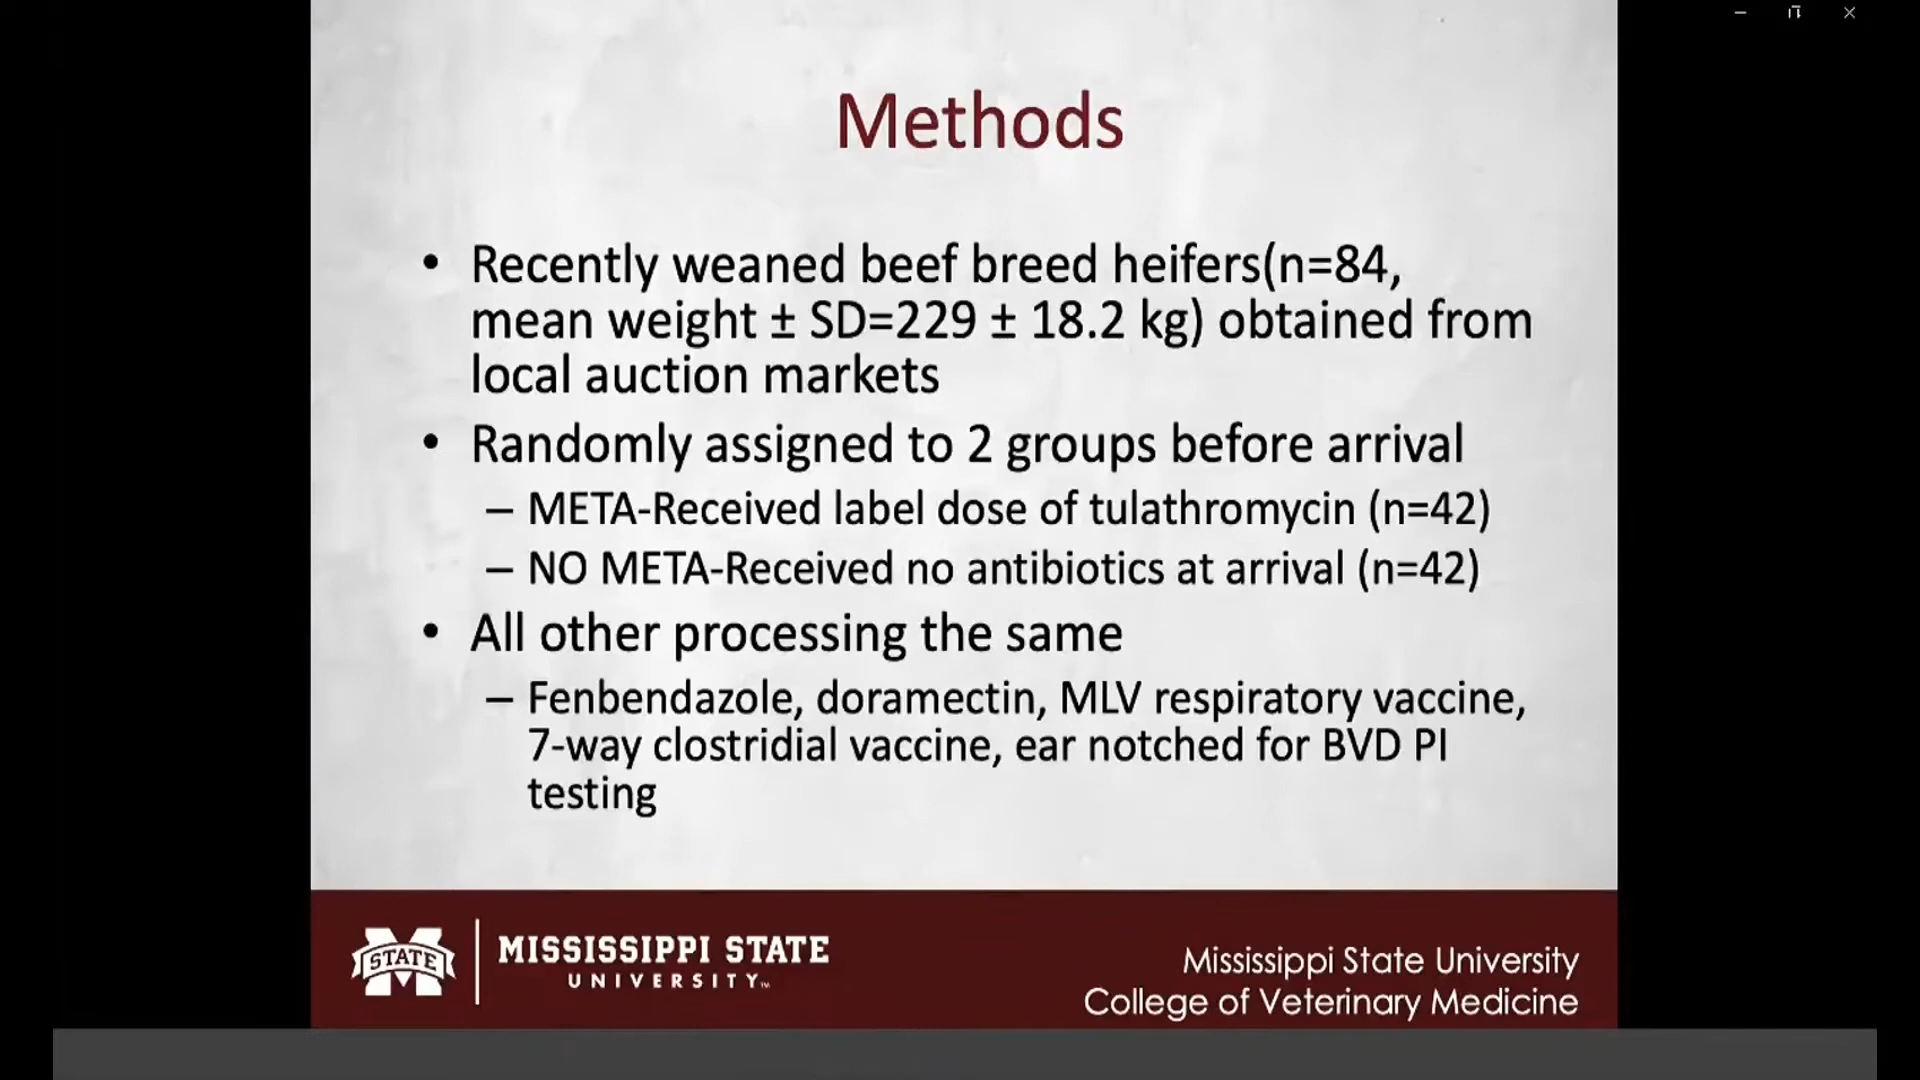 Methods
• Recently weaned beef breed heifers(n=84,
mean weight ± SD=229 ± 18.2 kg) obtained from
local auction markets
• Randomly assigned to 2 groups before arrival
– META-Received label dose of tulathromycin (n=42)
– NO META-Received no antibiotics at arrival (n=42)
• All other processing the same
– Fenbendazole, doramectin, MLV respiratory vaccine,
7-way clostridial vaccine, ear notched for BVD PI
testing
STATE
MISSISSIPPI STATE
UNIVERSITY™
Mississippi State University
College of Veterinary Medicine